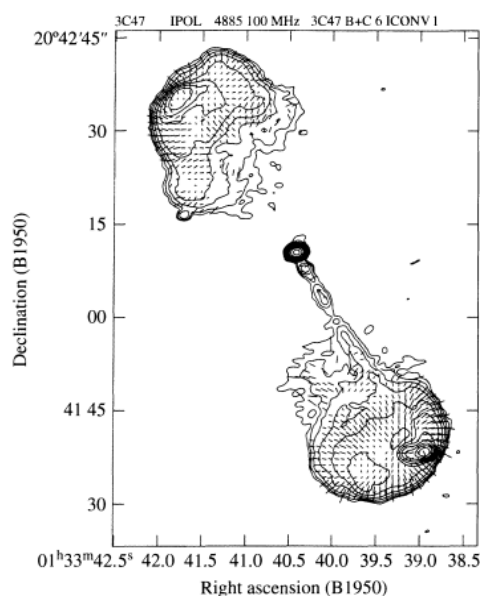 3C47 IPOL 4885 100 MHz 3C47 B+C 6 ICONV 1
20°42′45″
30
15
00
41 45
30
Declination (B1950)
01ʰ33ᵐ42.5ˢ 42.0 41.5 41.0 40.5 40.0 39.5 39.0 38.5
Right ascension (B1950)